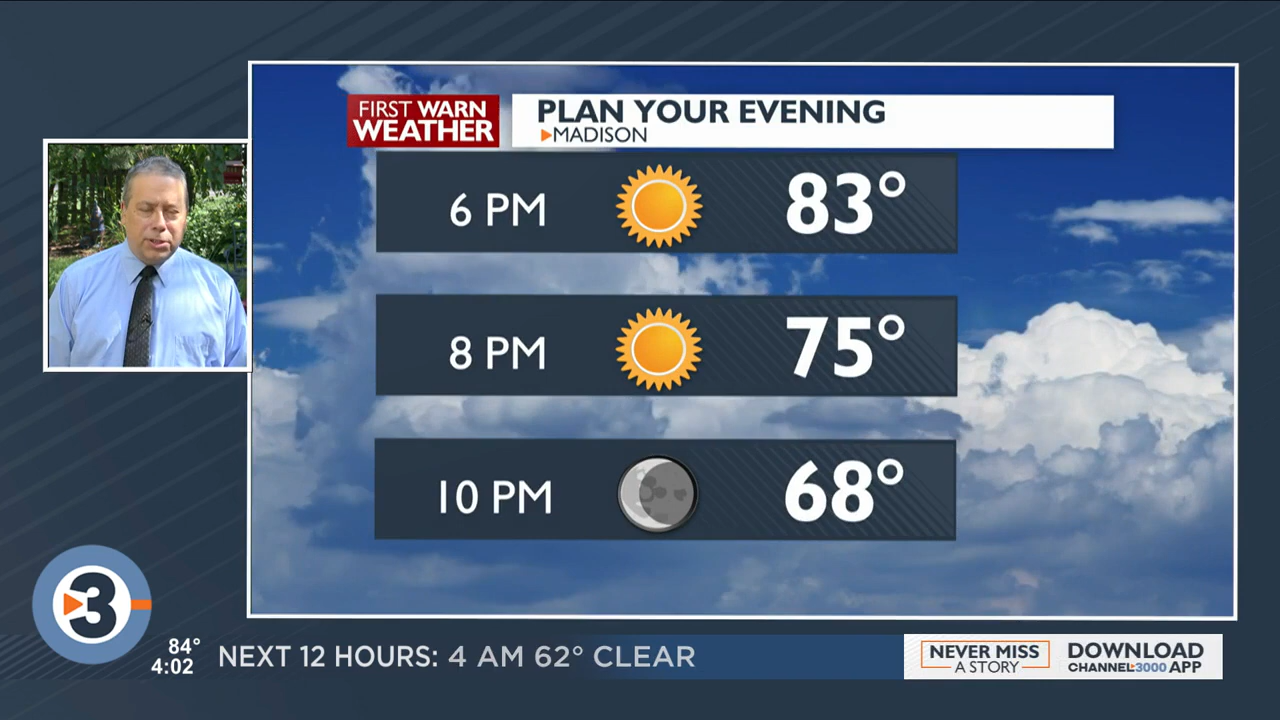 FIRST WARN
WEATHER
PLAN YOUR EVENING
MADISON
6 PM 83°
8 PM 75°
10 PM 68°
3
84°
4:02
NEXT 12 HOURS: 4 AM 62° CLEAR
NEVER MISS
A STORY
DOWNLOAD
CHANNEL3000 APP